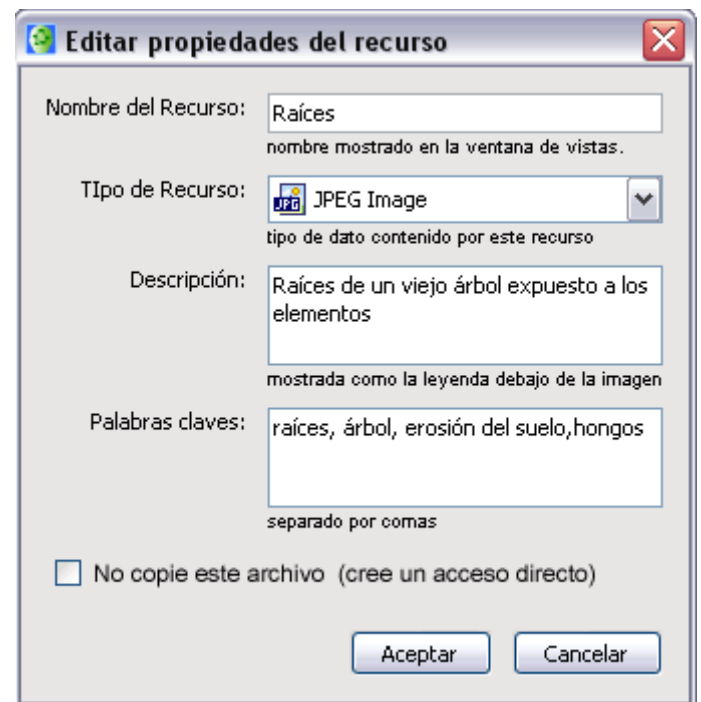 Editar propiedades del recurso
Nombre del Recurso:
Raíces
nombre mostrado en la ventana de vistas.
TIpo de Recurso:
JPG
JPEG Image
tipo de dato contenido por este recurso
Descripción:
Raíces de un viejo árbol expuesto a los
elementos
mostrada como la leyenda debajo de la imagen
Palabras claves:
raíces, árbol, erosión del suelo,hongos
separado por comas
No copie este archivo (cree un acceso directo)
Aceptar
Cancelar